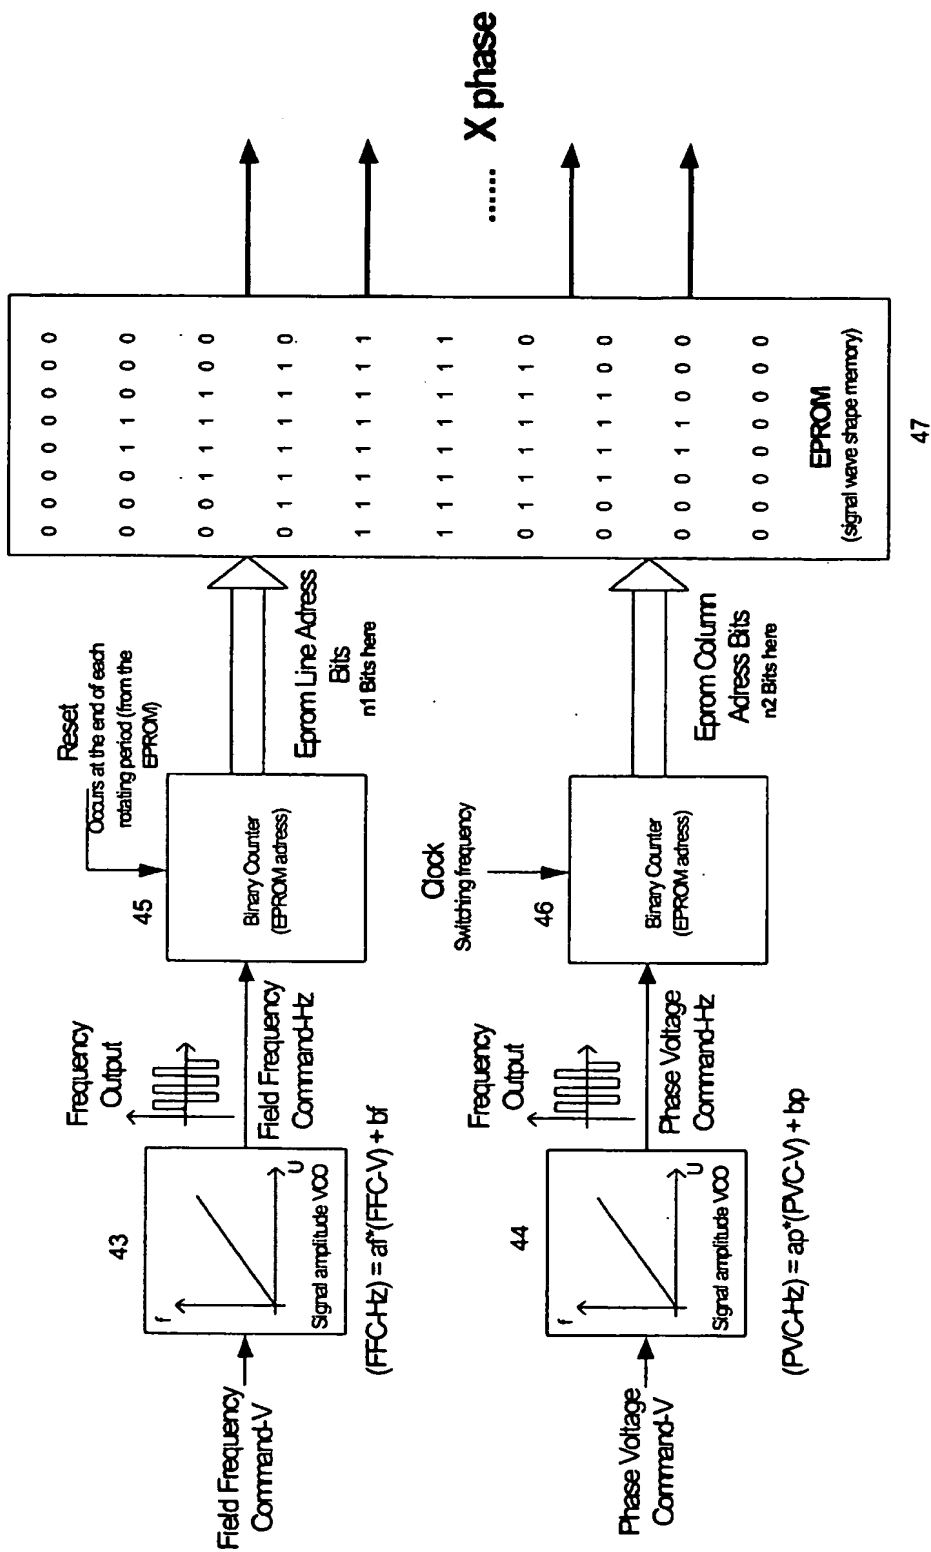 Reset
Occurs at the end of each
rotating period (from the
EPROM)
Frequency
Output
43
f
U
Signal amplitude VCO
Field Frequency
Command-V
(FFC-Hz) = af*(FFC-V) + bf
Field Frequency
Command-Hz
45
Binary Counter
(EPROM adress)
Eprom Line Adress
Bits
n1 Bits here
Clock
Switching frequency
Frequency
Output
44
f
U
Signal amplitude VCO
Phase Voltage
Command-V
(PVC-Hz) = ap*(PVC-V) + bp
Phase Voltage
Command-Hz
46
Binary Counter
(EPROM adress)
Eprom Column
Adress Bits
n2 Bits here
0 0 0 0 0 0 0 0
0 0 0 1 1 0 0 0
0 0 1 1 1 1 0 0
0 1 1 1 1 1 1 0
1 1 1 1 1 1 1 1
1 1 1 1 1 1 1 1
0 1 1 1 1 1 1 0
0 0 1 1 1 1 0 0
0 0 0 1 1 0 0 0
0 0 0 0 0 0 0 0
EPROM
(signal wave shape memory)
47
...... X phase